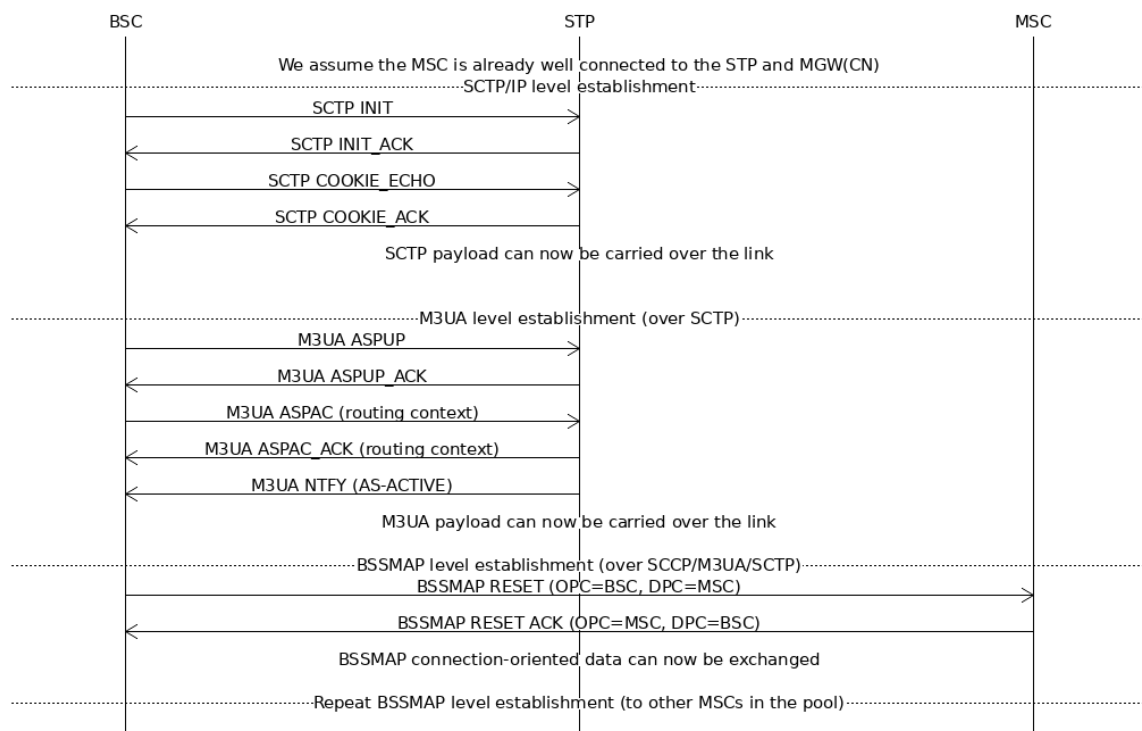 BSC STP MSC
We assume the MSC is already well connected to the STP and MGW(CN)
SCTP/IP level establishment
SCTP INIT
SCTP INIT_ACK
SCTP COOKIE_ECHO
SCTP COOKIE_ACK
SCTP payload can now be carried over the link
M3UA level establishment (over SCTP)
M3UA ASPUP
M3UA ASPUP_ACK
M3UA ASPAC (routing context)
M3UA ASPAC_ACK (routing context)
M3UA NTFY (AS-ACTIVE)
M3UA payload can now be carried over the link
BSSMAP level establishment (over SCCP/M3UA/SCTP)
BSSMAP RESET (OPC=BSC, DPC=MSC)
BSSMAP RESET ACK (OPC=MSC, DPC=BSC)
BSSMAP connection-oriented data can now be exchanged
Repeat BSSMAP level establishment (to other MSCs in the pool)